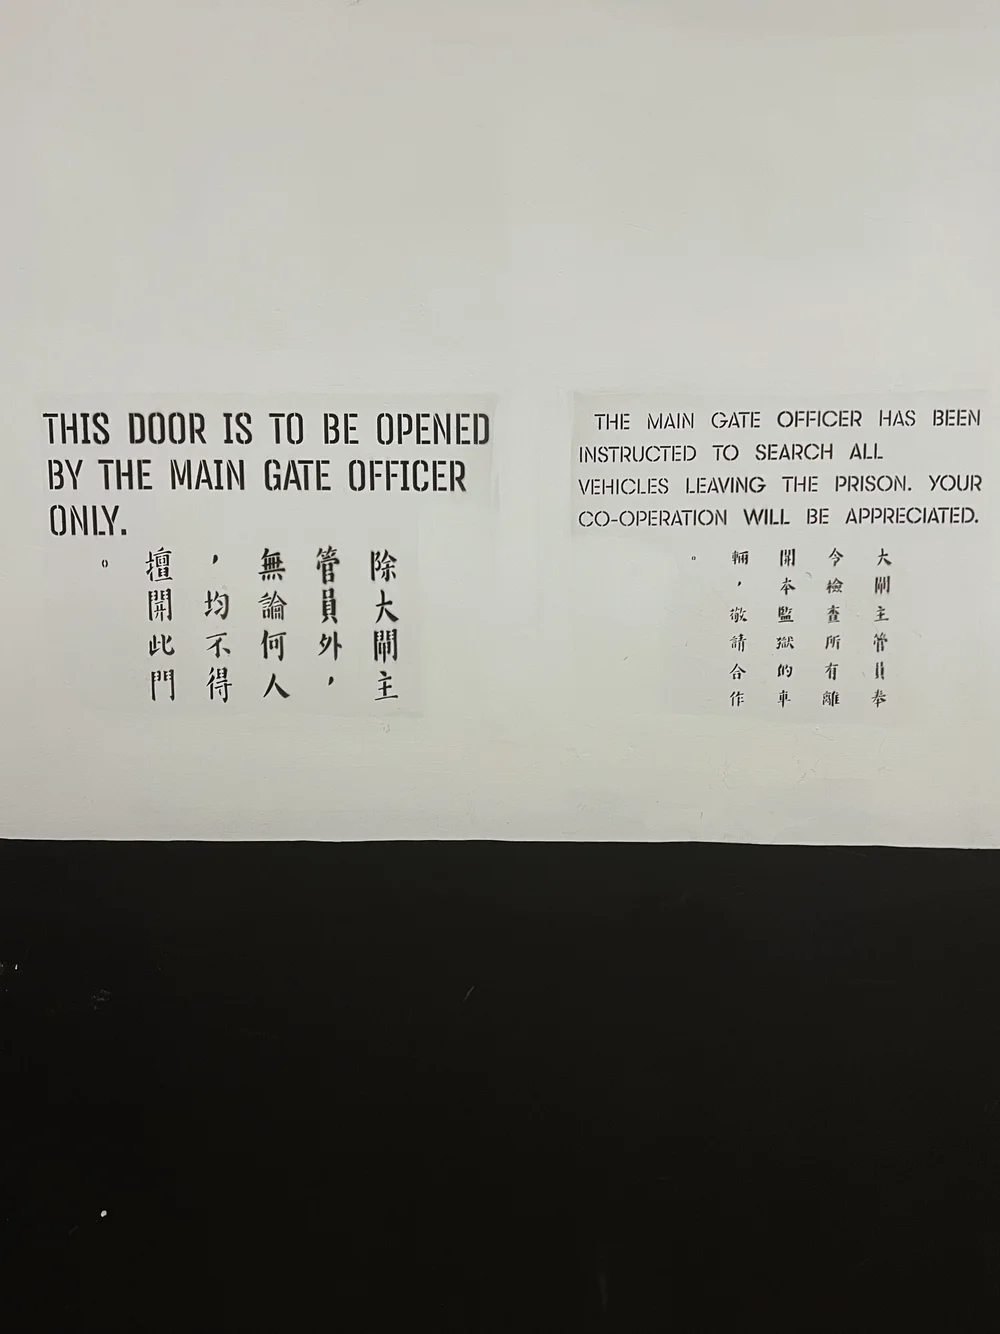 THIS DOOR IS TO BE OPENED
BY THE MAIN GATE OFFICER
ONLY.
除大閘主
管員外，
無論何人
，均不得
擅開此門
。
THE MAIN GATE OFFICER HAS BEEN
INSTRUCTED TO SEARCH ALL
VEHICLES LEAVING THE PRISON. YOUR
CO-OPERATION WILL BE APPRECIATED.
大閘主管員奉
令檢查所有離
開本監獄的車
輛，敬請合作
。